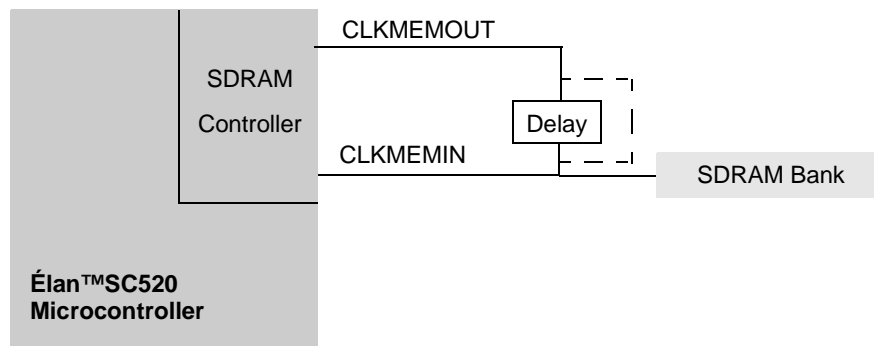 CLKMEMOUT
SDRAM
Controller
Delay
CLKMEMIN
SDRAM Bank
Élan™SC520
Microcontroller